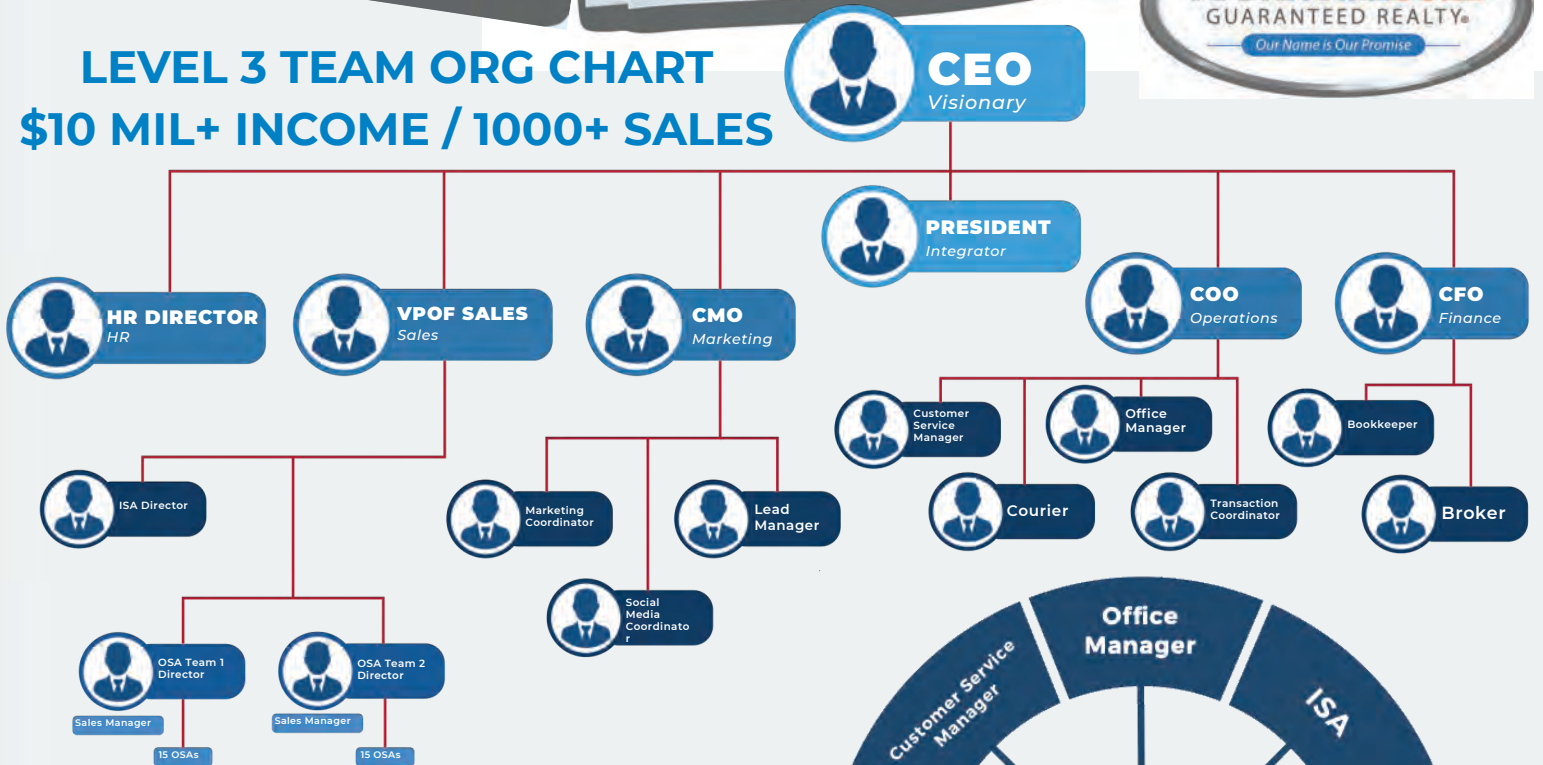 GUARANTEED REALTY®
Our Name is Our Promise
LEVEL 3 TEAM ORG CHART
$10 MIL+ INCOME / 1000+ SALES
CEO
Visionary
PRESIDENT
Integrator
HR DIRECTOR
HR
VPOF SALES
Sales
CMO
Marketing
COO
Operations
CFO
Finance
Customer
Service
Manager
Office
Manager
Bookkeeper
ISA Director
Marketing
Coordinator
Lead
Manager
Courier
Transaction
Coordinator
Broker
Social
Media
Coordinato
r
OSA Team 1
Director
OSA Team 2
Director
Sales Manager
Sales Manager
15 OSAs
15 OSAs
Customer Service
Manager
Office
Manager
ISA